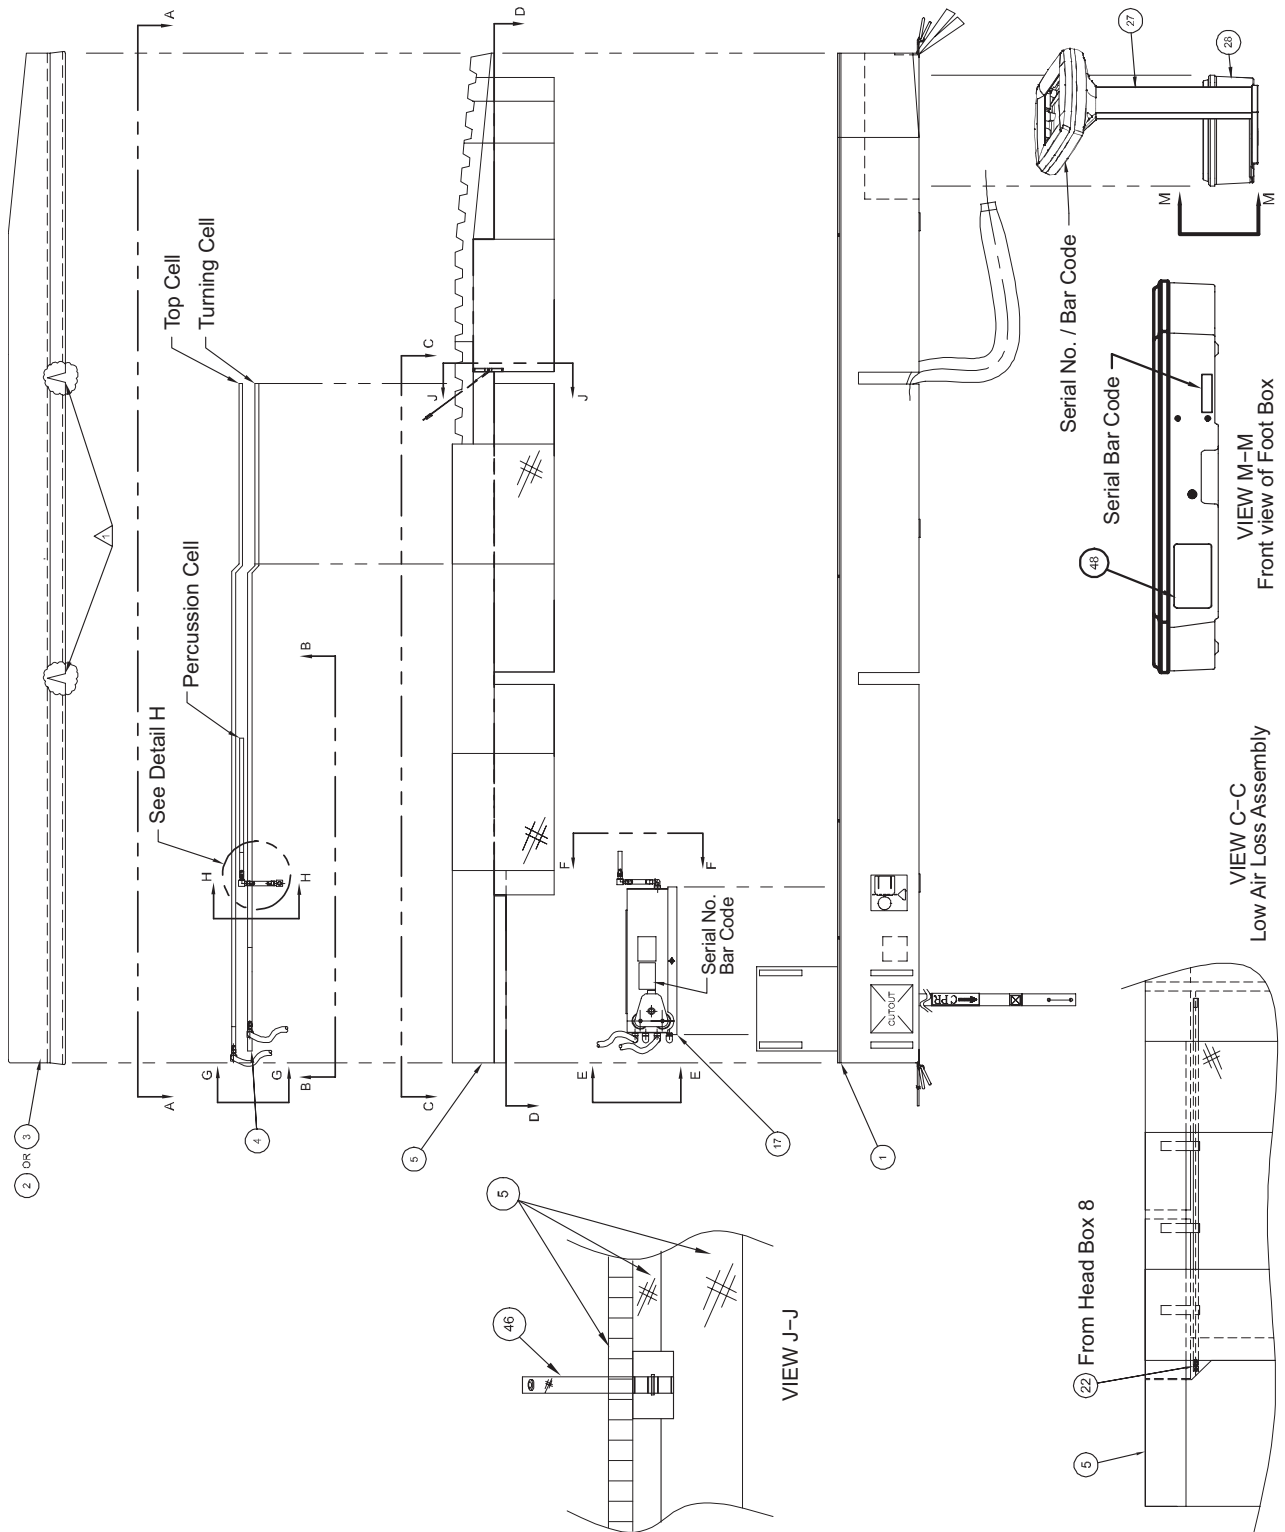 2 OR 3
A
A
1
See Detail H
Percussion Cell
Top Cell
Turning Cell
G
G
H
H
B
B
4
C
C
D
D
J
J
5
E
E
F
F
Serial No.
Bar Code
17
1
CUTOUT
CPR
27
28
Serial No. / Bar Code
M
M
Serial Bar Code
48
VIEW M-M
Front view of Foot Box
5
46
VIEW J-J
5
22 From Head Box 8
VIEW C-C
Low Air Loss Assembly